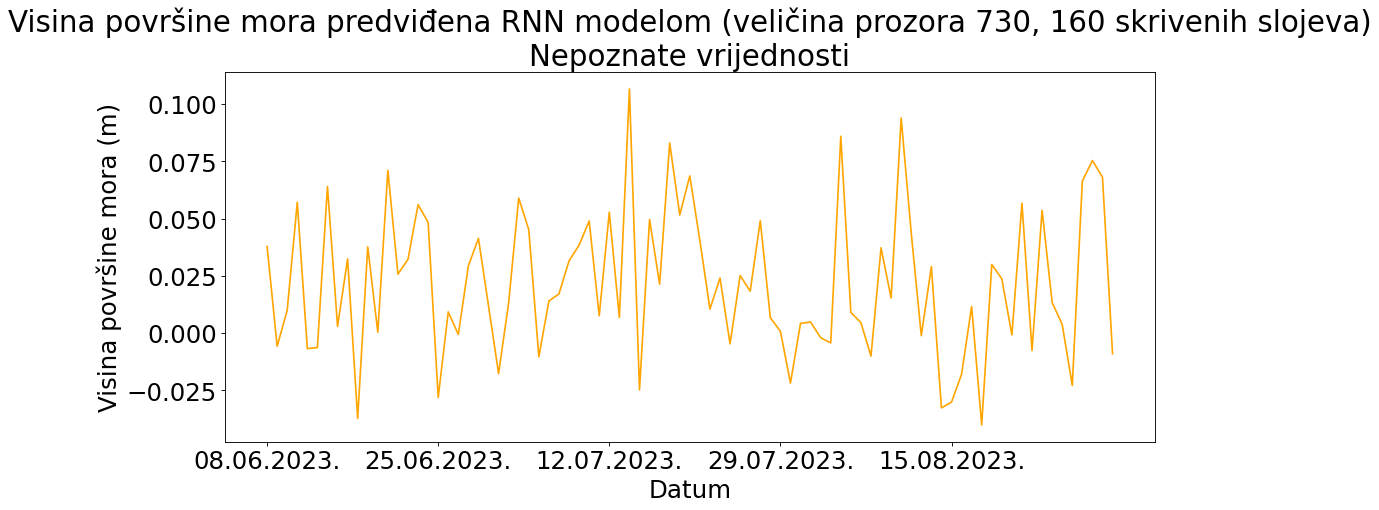 Visina površine mora predviđena RNN modelom (veličina prozora 730, 160 skrivenih slojeva)
Nepoznate vrijednosti
Visina površine mora (m)
0.100
0.075
0.050
0.025
0.000
−0.025
08.06.2023. 25.06.2023. 12.07.2023. 29.07.2023. 15.08.2023.
Datum